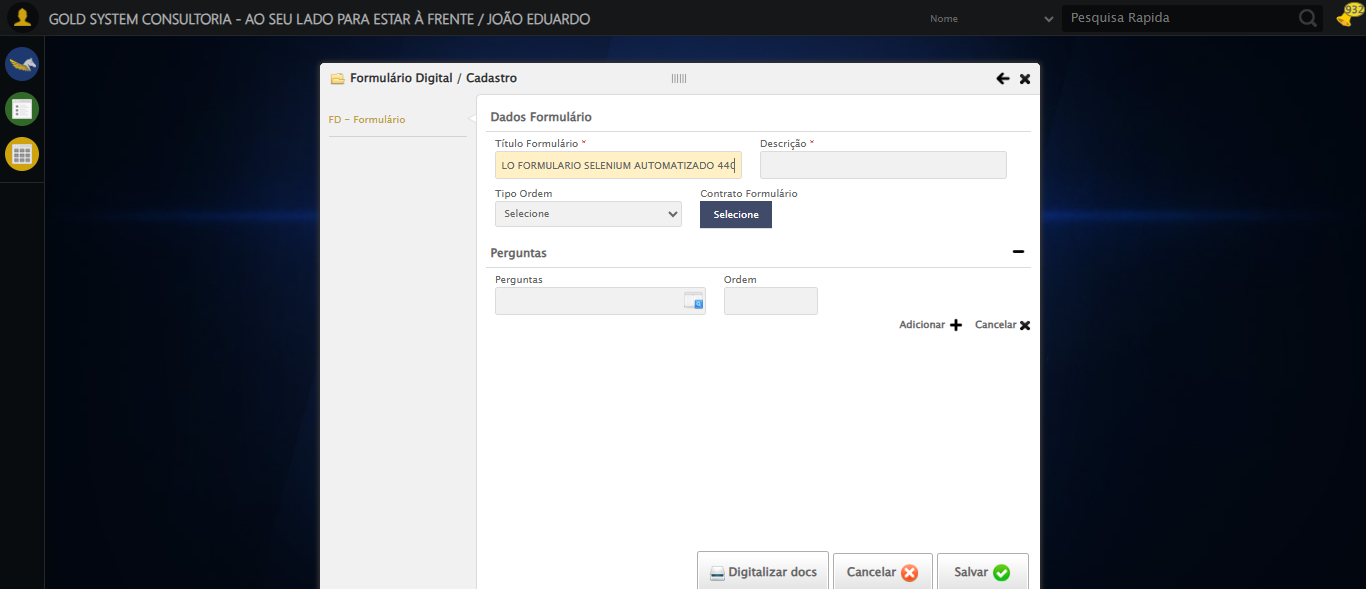 GOLD SYSTEM CONSULTORIA - AO SEU LADO PARA ESTAR À FRENTE / JOÃO EDUARDO
Nome
Pesquisa Rapida
932
Formulário Digital / Cadastro
FD - Formulário
Dados Formulário
Título Formulário *
Descrição *
LO FORMULARIO SELENIUM AUTOMATIZADO 440
Tipo Ordem
Contrato Formulário
Selecione
Selecione
Perguntas
Perguntas
Ordem
Adicionar
Cancelar
Digitalizar docs
Cancelar
Salvar